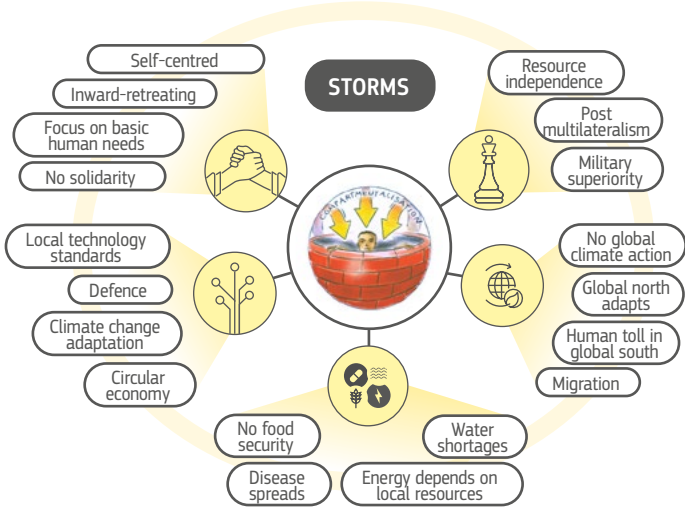 STORMS
Self-centred
Inward-retreating
Focus on basic
human needs
No solidarity
Resource
independence
Post
multilateralism
Military
superiority
COMPARTMENTALISATION
Local technology
standards
Defence
Climate change
adaptation
Circular
economy
No global
climate action
Global north
adapts
Human toll in
global south
Migration
No food
security
Disease
spreads
Energy depends on
local resources
Water
shortages